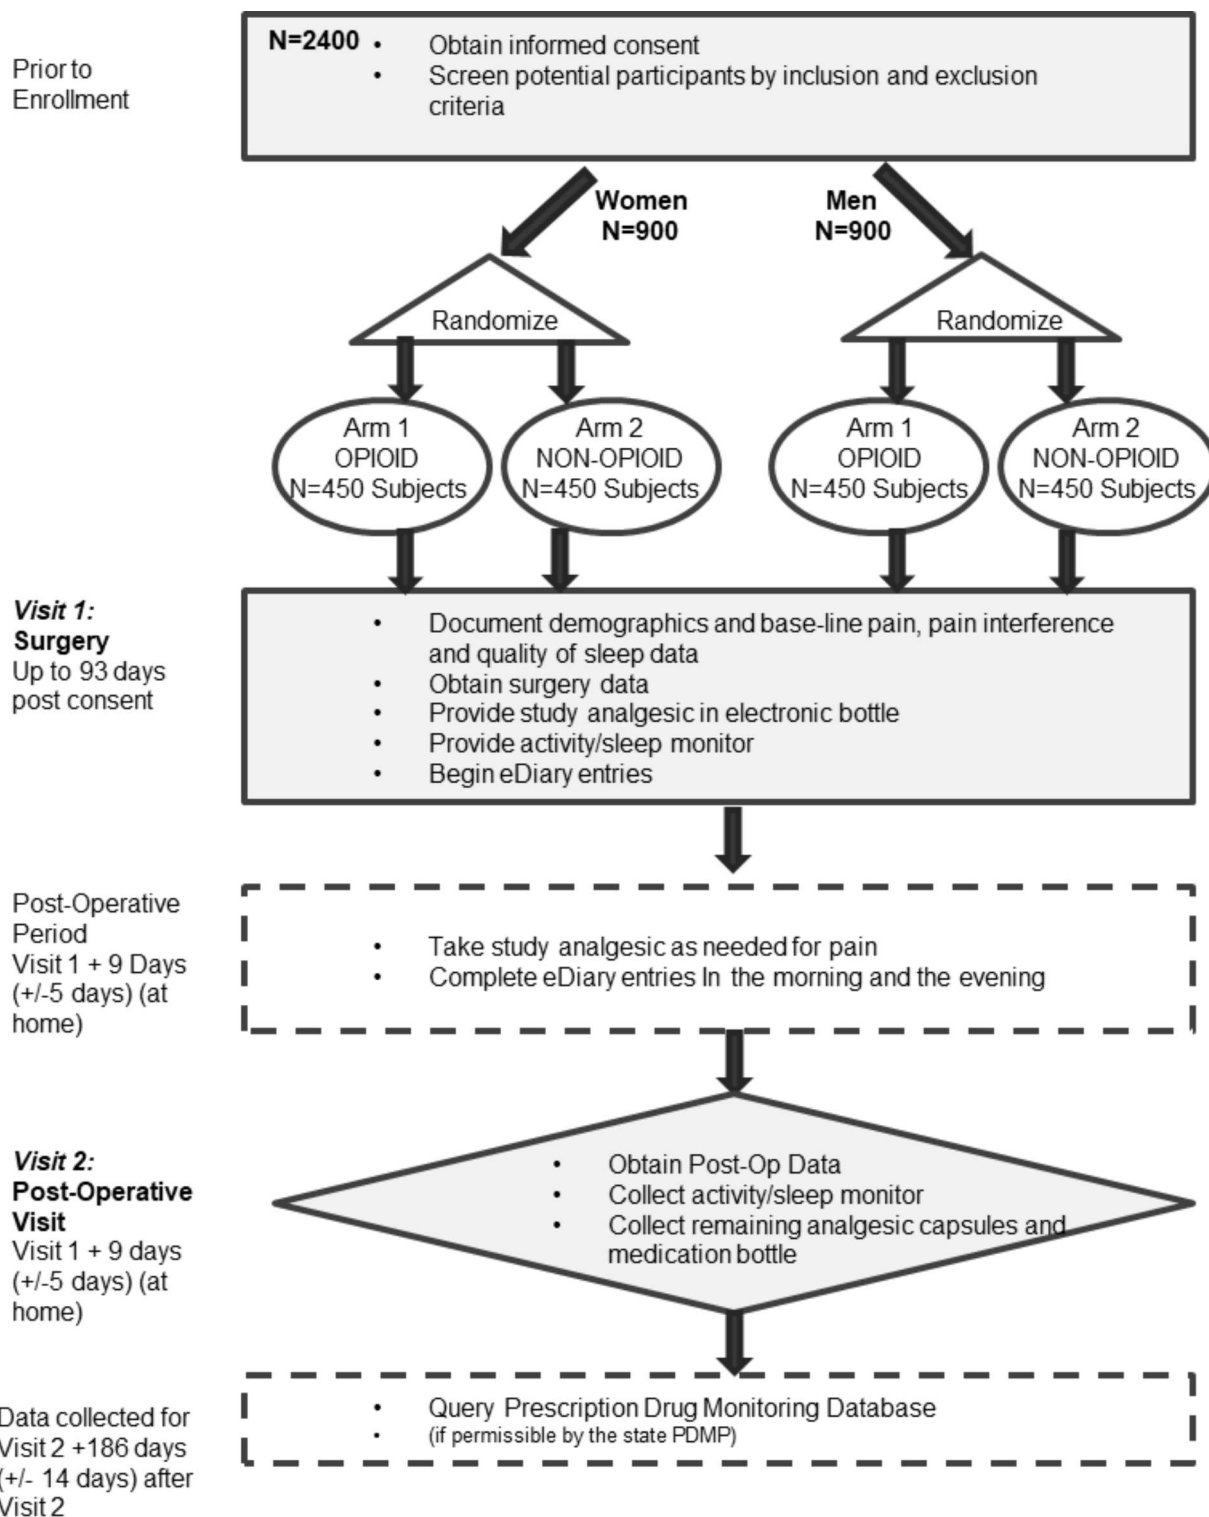 Prior to
Enrollment
N=2400
• Obtain informed consent
• Screen potential participants by inclusion and exclusion
criteria
Women
N=900
Men
N=900
Randomize
Randomize
Arm 1
OPIOID
N=450 Subjects
Arm 2
NON-OPIOID
N=450 Subjects
Arm 1
OPIOID
N=450 Subjects
Arm 2
NON-OPIOID
N=450 Subjects
Visit 1:
Surgery
Up to 93 days
post consent
• Document demographics and base-line pain, pain interference
and quality of sleep data
• Obtain surgery data
• Provide study analgesic in electronic bottle
• Provide activity/sleep monitor
• Begin eDiary entries
Post-Operative
Period
Visit 1 + 9 Days
(+/-5 days) (at
home)
• Take study analgesic as needed for pain
• Complete eDiary entries In the morning and the evening
Visit 2:
Post-Operative
Visit
Visit 1 + 9 days
(+/-5 days) (at
home)
• Obtain Post-Op Data
• Collect activity/sleep monitor
• Collect remaining analgesic capsules and
medication bottle
Data collected for
Visit 2 +186 days
(+/- 14 days) after
Visit 2
• Query Prescription Drug Monitoring Database
• (if permissible by the state PDMP)